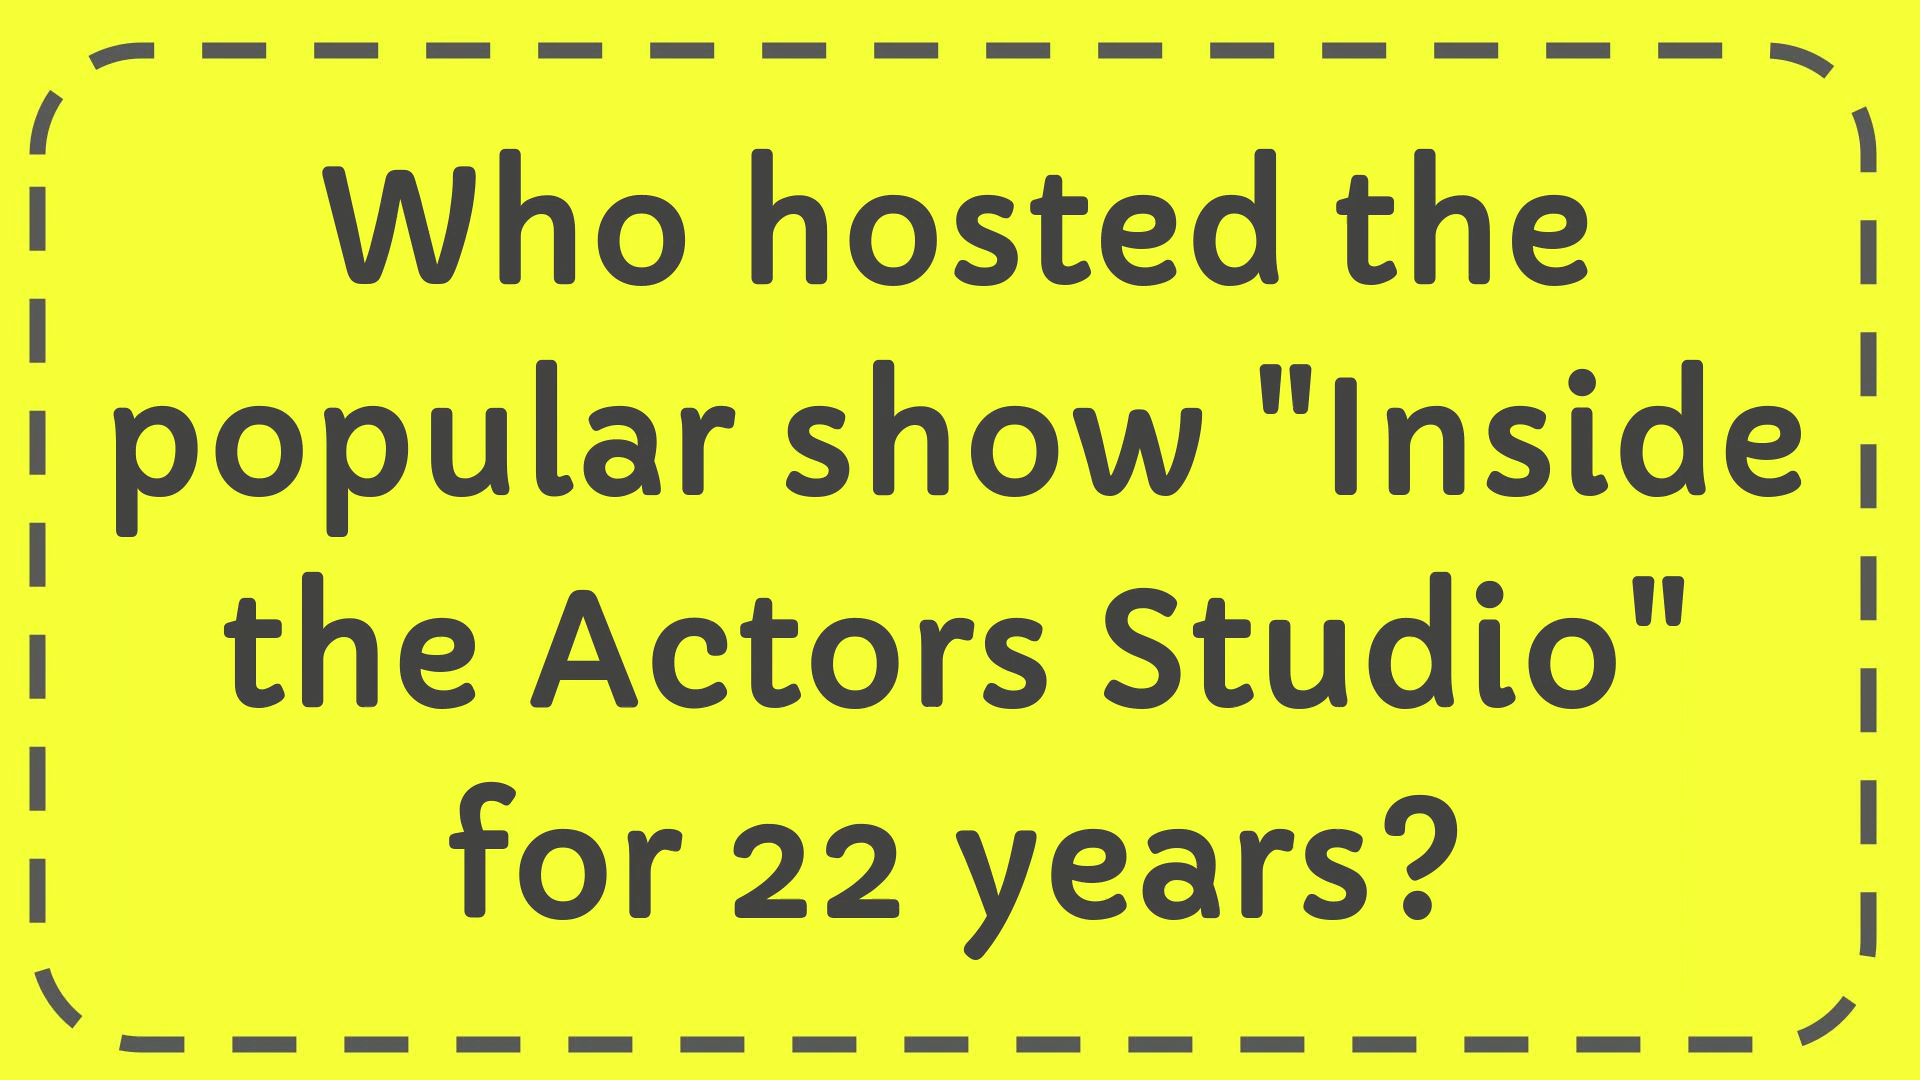 Who hosted the
popular show "Inside
the Actors Studio"
for 22 years?